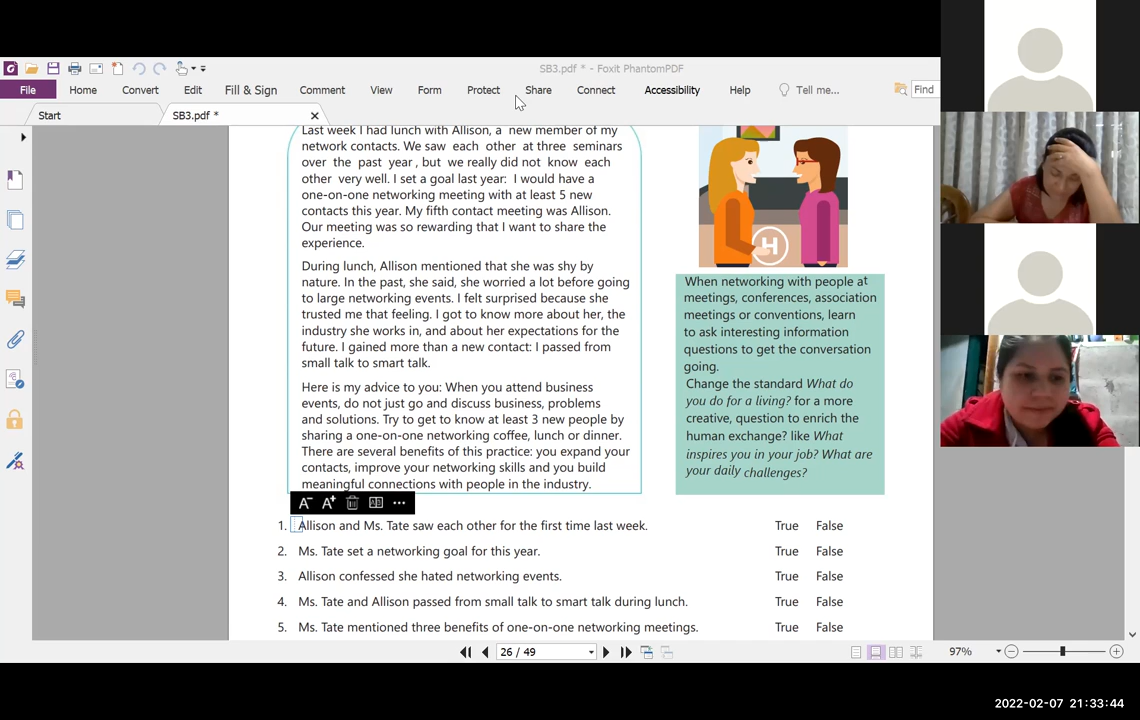 SB3.pdf * - Foxit PhantomPDF
File Home Convert Edit Fill & Sign Comment View Form Protect Share Connect Accessibility Help Tell me... Find
Start SB3.pdf *
Last week I had lunch with Allison, a new member of my
network contacts. We saw each other at three seminars
over the past year, but we really did not know each
other very well. I set a goal last year: I would have a
one-on-one networking meeting with at least 5 new
contacts this year. My fifth contact meeting was Allison.
Our meeting was so rewarding that I want to share the
experience.
During lunch, Allison mentioned that she was shy by
nature. In the past, she said, she worried a lot before going
to large networking events. I felt surprised because she
trusted me that feeling. I got to know more about her, the
industry she works in, and about her expectations for the
future. I gained more than a new contact: I passed from
small talk to smart talk.
Here is my advice to you: When you attend business
events, do not just go and discuss business, problems
and solutions. Try to get to know at least 3 new people by
sharing a one-on-one networking coffee, lunch or dinner.
There are several benefits of this practice: you expand your
contacts, improve your networking skills and you build
meaningful connections with people in the industry.
H
When networking with people at
meetings, conferences, association
meetings or conventions, learn
to ask interesting information
questions to get the conversation
going.
Change the standard What do
you do for a living? for a more
creative, question to enrich the
human exchange? like What
inspires you in your job? What are
your daily challenges?
1. Allison and Ms. Tate saw each other for the first time last week. True False
2. Ms. Tate set a networking goal for this year. True False
3. Allison confessed she hated networking events. True False
4. Ms. Tate and Allison passed from small talk to smart talk during lunch. True False
5. Ms. Tate mentioned three benefits of one-on-one networking meetings. True False
26 / 49
97%
2022-02-07 21:33:44